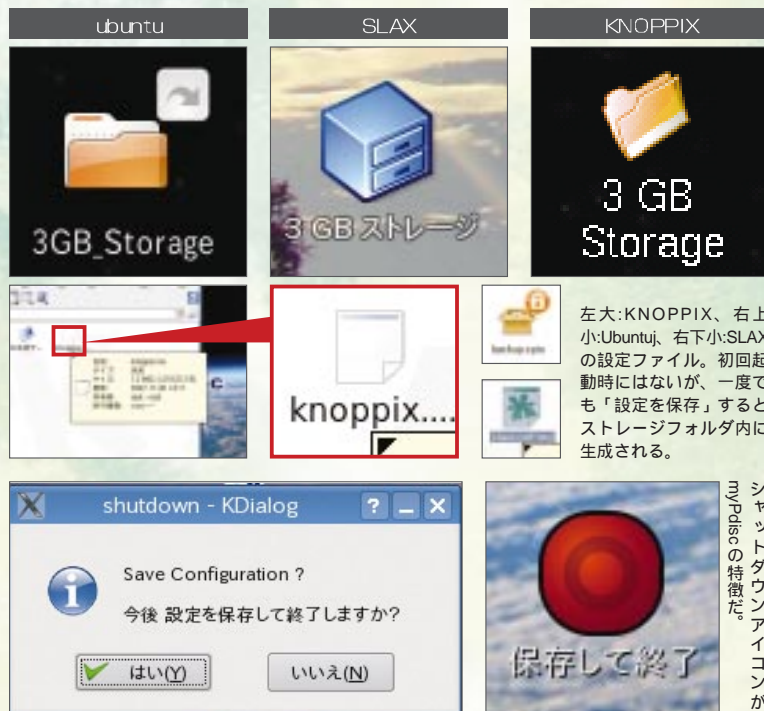 ubuntu
SLAX
KNOPPIX
3GB_Storage
3 GB ストレージ
3 GB
Storage
knoppix....
左大:KNOPPIX、右上
小:Ubuntuj、右下小:SLAX
の設定ファイル。初回起
動時にはないが、一度で
も「設定を保存」すると
ストレージフォルダ内に
生成される。
shutdown - KDialog
Save Configuration ?
今後 設定を保存して終了しますか?
はい(Y)
いいえ(N)
保存して終了
シャットダウンアイコンが
myPdiscの特徴だ。